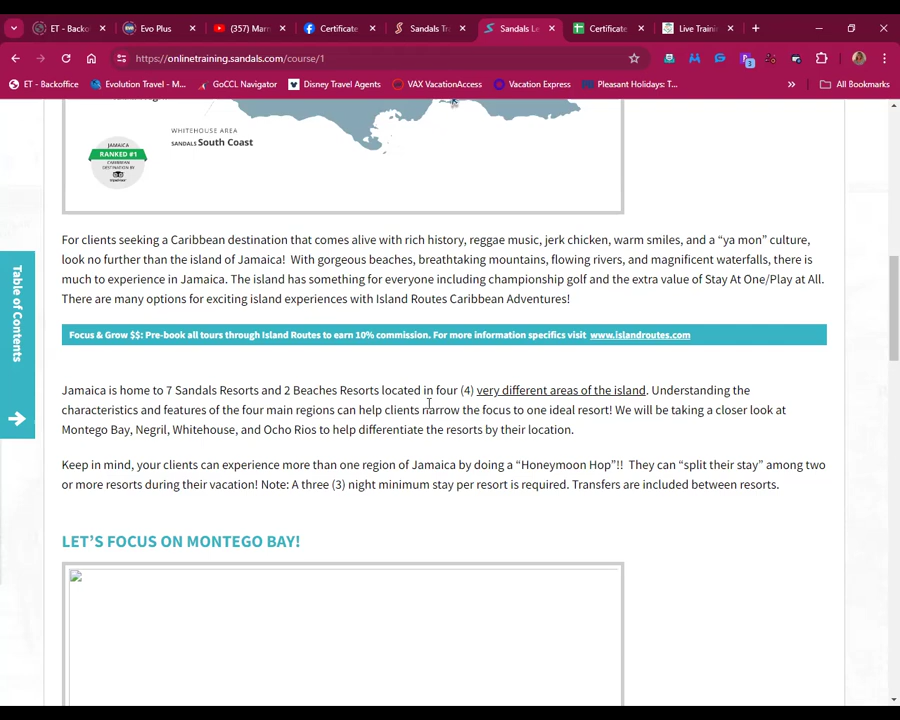 ET - Backo
Evo Plus
(357) Marr
Certificate
Sandals Tr
Sandals Le
Certificate
Live Trainin
https://onlinetraining.sandals.com/course/1
ET - Backoffice
Evolution Travel - M...
GoCCL Navigator
Disney Travel Agents
VAX VacationAccess
Vacation Express
Pleasant Holidays: T...
All Bookmarks
WHITEHOUSE AREA
SANDALS South Coast
JAMAICA
RANKED #1
CARIBBEAN
DESTINATION BY
For clients seeking a Caribbean destination that comes alive with rich history, reggae music, jerk chicken, warm smiles, and a “ya mon” culture,
look no further than the island of Jamaica! With gorgeous beaches, breathtaking mountains, flowing rivers, and magnificent waterfalls, there is
much to experience in Jamaica. The island has something for everyone including championship golf and the extra value of Stay At One/Play at All.
There are many options for exciting island experiences with Island Routes Caribbean Adventures!
Table of Contents
Focus & Grow $$: Pre-book all tours through Island Routes to earn 10% commission. For more information specifics visit www.islandroutes.com
Jamaica is home to 7 Sandals Resorts and 2 Beaches Resorts located in four (4) very different areas of the island. Understanding the
characteristics and features of the four main regions can help clients narrow the focus to one ideal resort! We will be taking a closer look at
Montego Bay, Negril, Whitehouse, and Ocho Rios to help differentiate the resorts by their location.
Keep in mind, your clients can experience more than one region of Jamaica by doing a “Honeymoon Hop”!! They can “split their stay” among two
or more resorts during their vacation! Note: A three (3) night minimum stay per resort is required. Transfers are included between resorts.
LET’S FOCUS ON MONTEGO BAY!